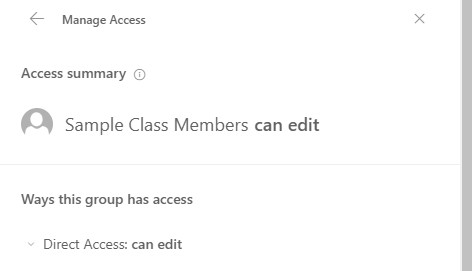 Manage Access
Access summary
Sample Class Members can edit
Ways this group has access
Direct Access: can edit